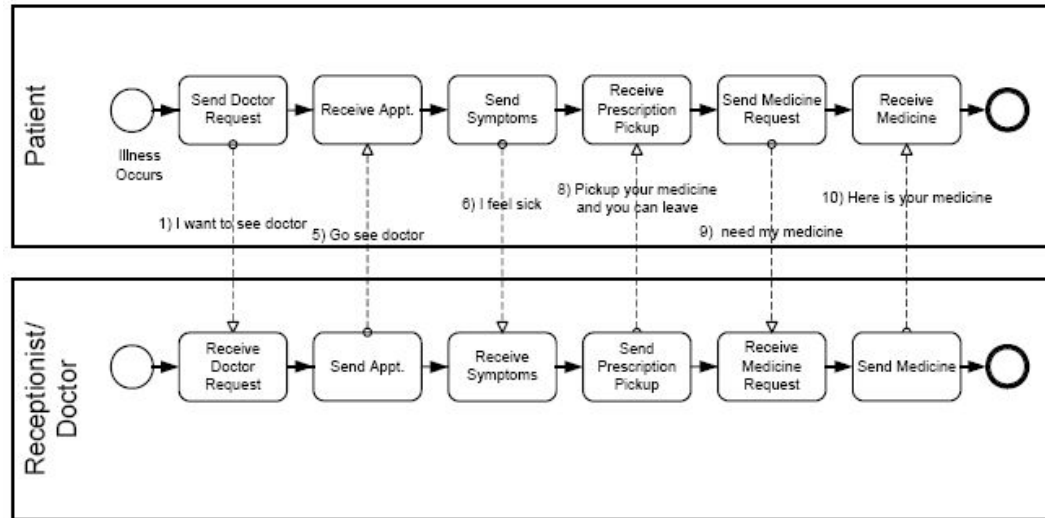 Patient
Send Doctor
Request
Receive Appt.
Send
Symptoms
Receive
Prescription
Pickup
Send Medicine
Request
Receive
Medicine
Illness
Occurs
1) I want to see doctor
5) Go see doctor
6) I feel sick
8) Pickup your medicine
and you can leave
9) need my medicine
10) Here is your medicine
Receptionist/
Doctor
Receive
Doctor
Request
Send Appt.
Receive
Symptoms
Send
Prescription
Pickup
Receive
Medicine
Request
Send Medicine